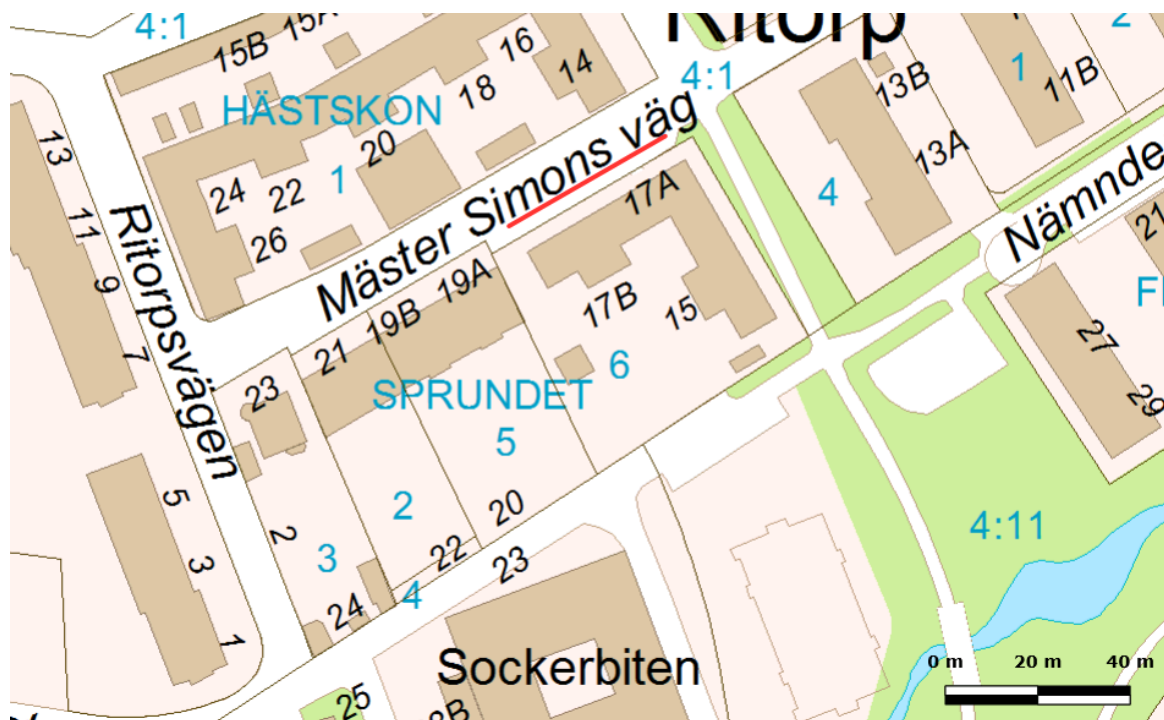 4:1
15A
15B
16
14
18
HÄSTSKON
20
1
24
22
26
Ritorp
4:1
2
13B
1
11B
13A
4
Mäster Simons väg
Nämnde
21
13
11
9
7
Ritorpsvägen
17A
17B
15
6
19A
19B
21
23
SPRUNDET
5
2
20
22
3
2
24
4
23
5
3
1
27
29
4:11
Sockerbiten
25
0 m 20 m 40 m